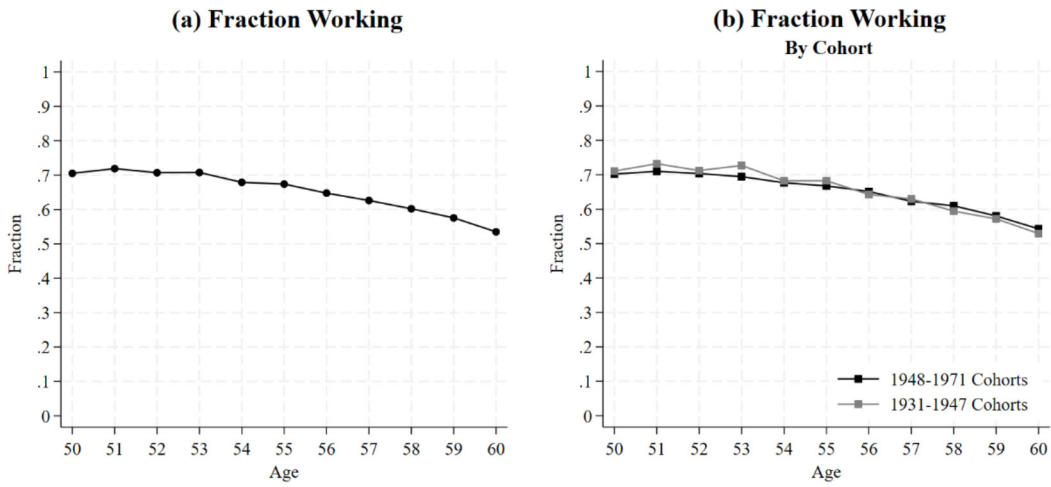 (a) Fraction Working
1
.9
.8
.7
.6
.5
.4
.3
.2
.1
0
Fraction
50 51 52 53 54 55 56 57 58 59 60
Age
(b) Fraction Working
By Cohort
1
.9
.8
.7
.6
.5
.4
.3
.2
.1
0
Fraction
1948-1971 Cohorts
1931-1947 Cohorts
50 51 52 53 54 55 56 57 58 59 60
Age